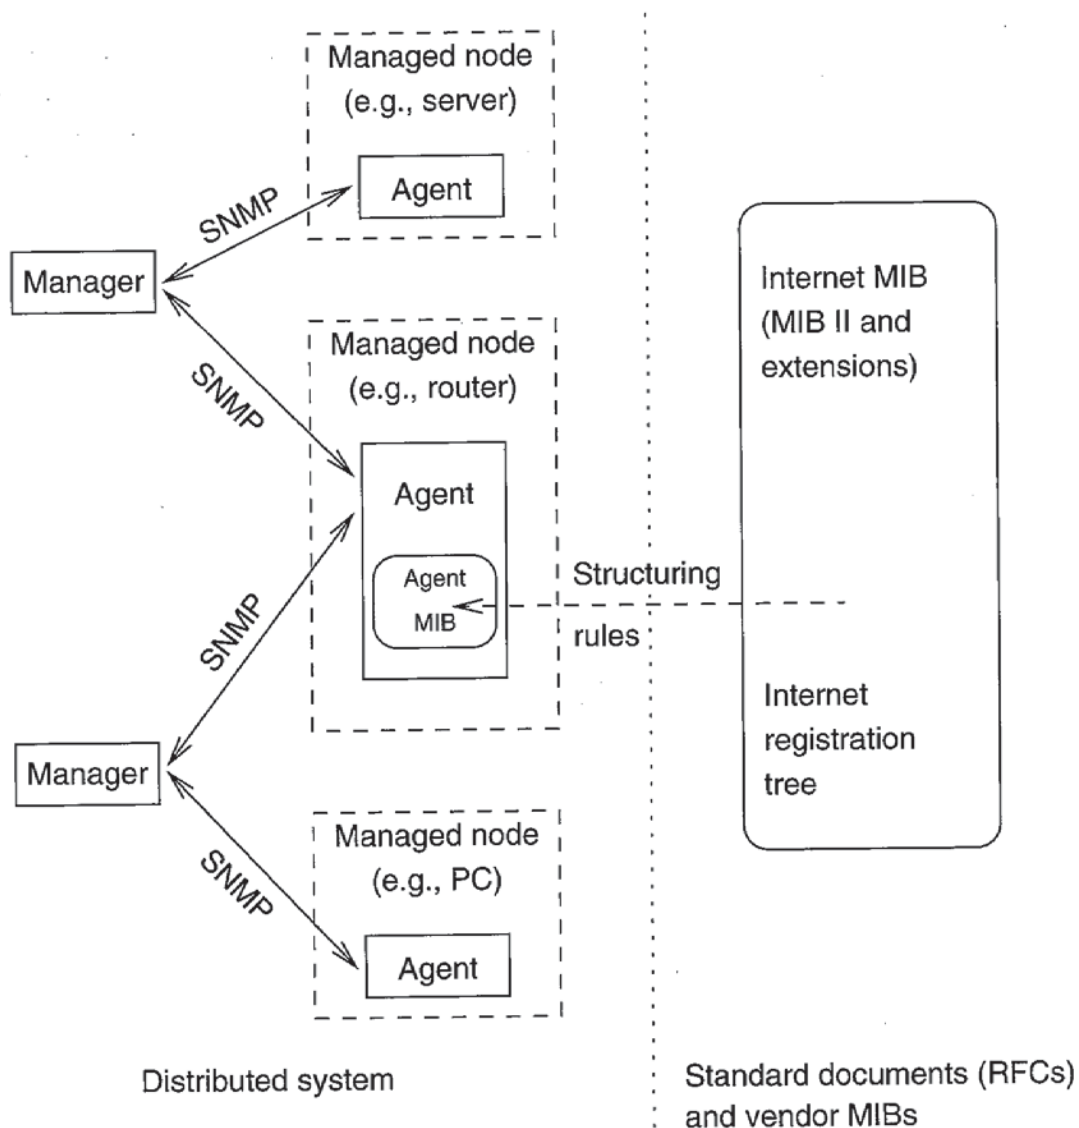 Managed node
(e.g., server)
Agent
SNMP
Manager
SNMP
Managed node
(e.g., router)
Agent
Agent
MIB
SNMP
Manager
SNMP
Managed node
(e.g., PC)
Agent
Structuring
rules
Internet MIB
(MIB II and
extensions)
Internet
registration
tree
Distributed system
Standard documents (RFCs)
and vendor MIBs